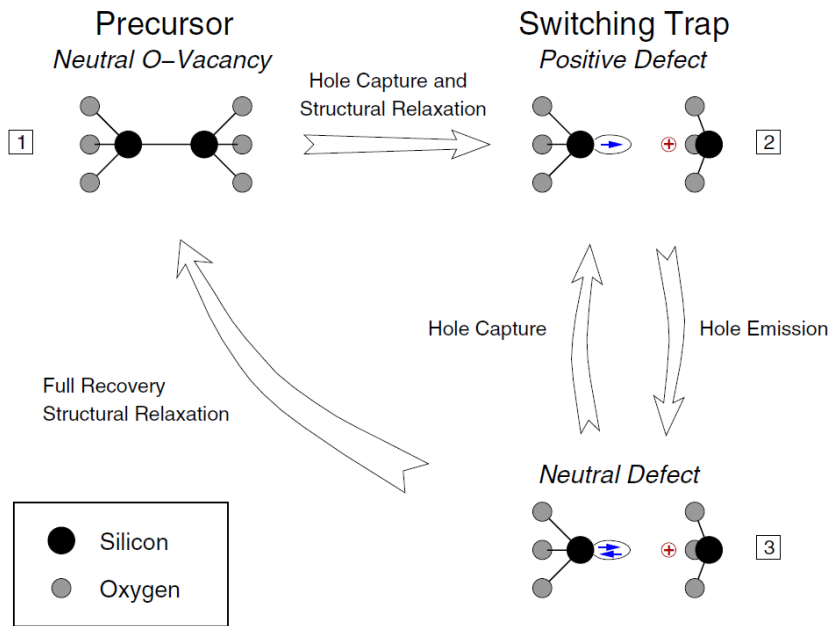 Precursor
Neutral O−Vacancy
Switching Trap
Positive Defect
Hole Capture and
Structural Relaxation
1
+
2
Hole Capture
Hole Emission
Full Recovery
Structural Relaxation
Neutral Defect
+
3
Silicon
Oxygen